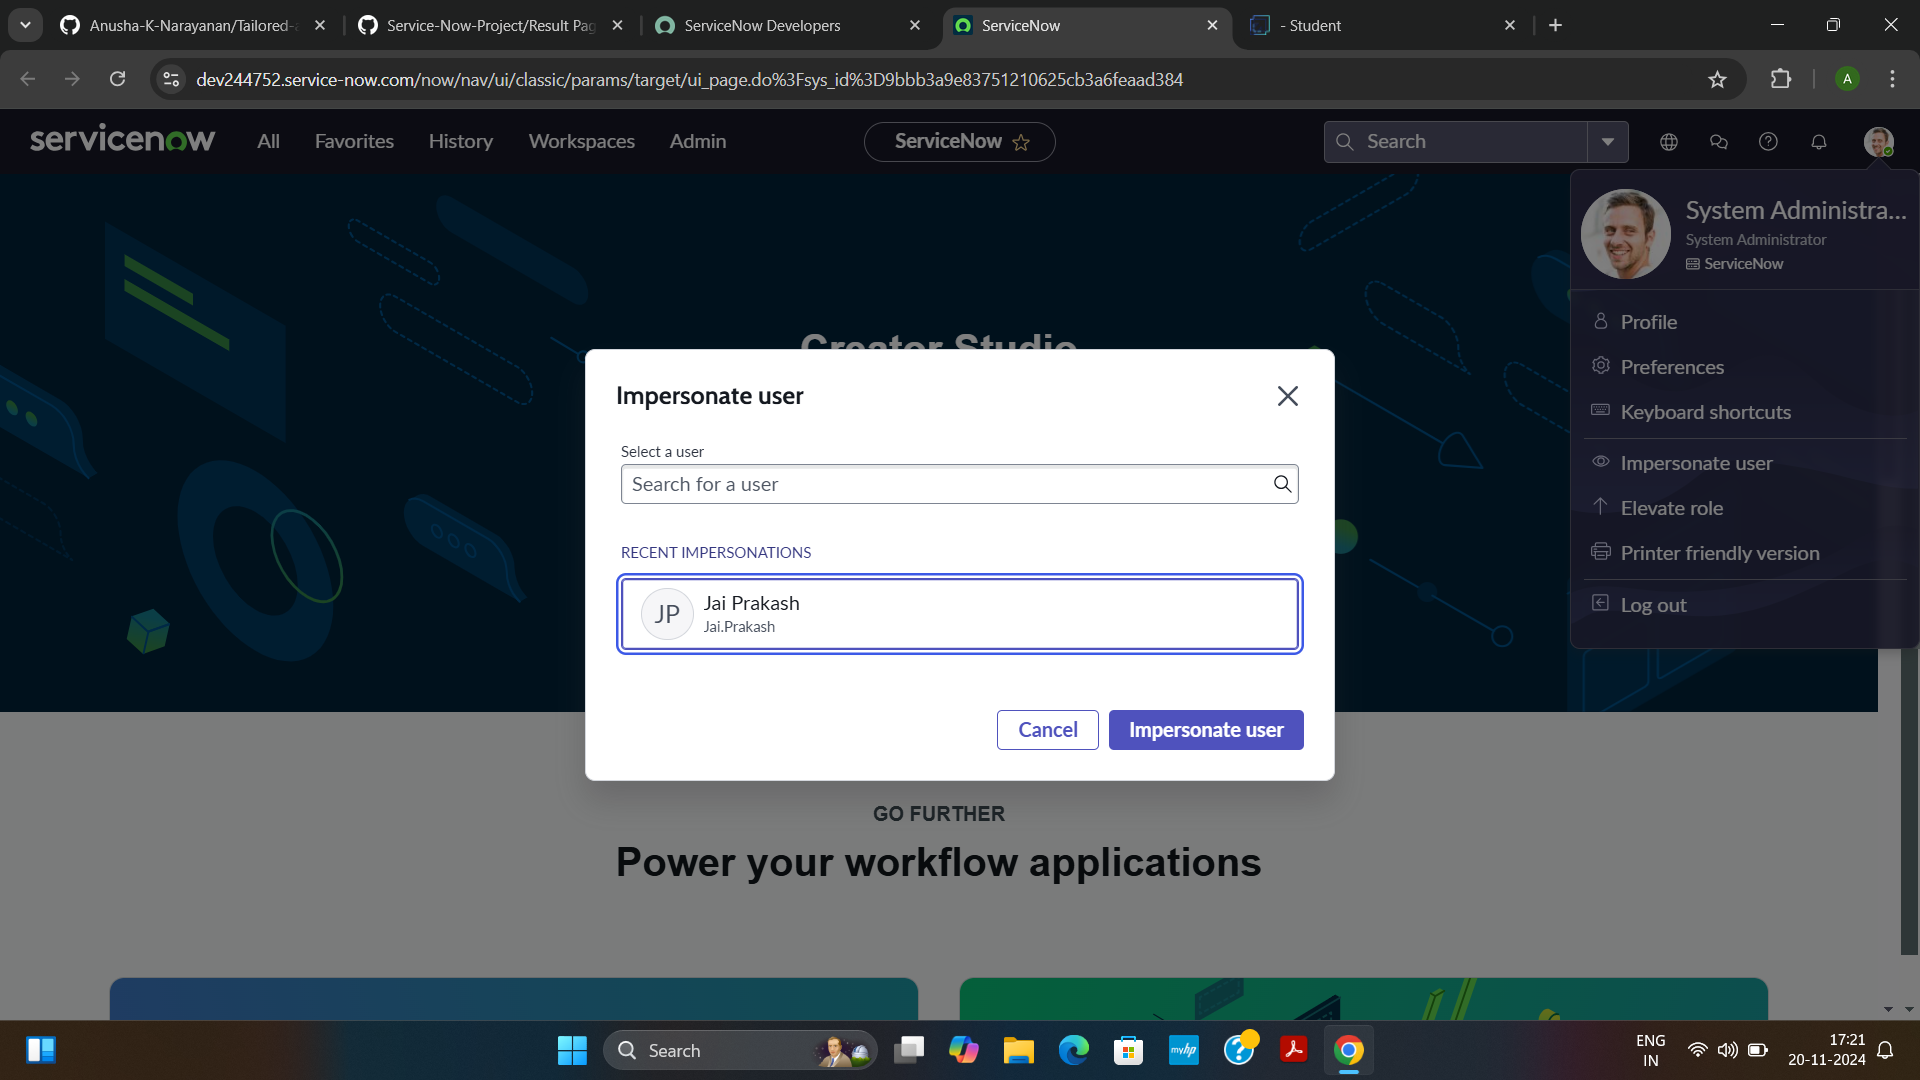 Anusha-K-Narayanan/Tailored-a
Service-Now-Project/Result Pag
ServiceNow Developers
ServiceNow
- Student
dev244752.service-now.com/now/nav/ui/classic/params/target/ui_page.do%3Fsys_id%3D9bbb3a9e83751210625cb3a6feaad384
A
servicenow
All
Favorites
History
Workspaces
Admin
ServiceNow
Search
System Administra...
System Administrator
ServiceNow
Profile
Preferences
Keyboard shortcuts
Impersonate user
Elevate role
Printer friendly version
Log out
Creator Studio
Impersonate user
Select a user
Search for a user
RECENT IMPERSONATIONS
JP
Jai Prakash
Jai.Prakash
Cancel
Impersonate user
GO FURTHER
Power your workflow applications
Search
myhp
ENG
IN
17:21
20-11-2024